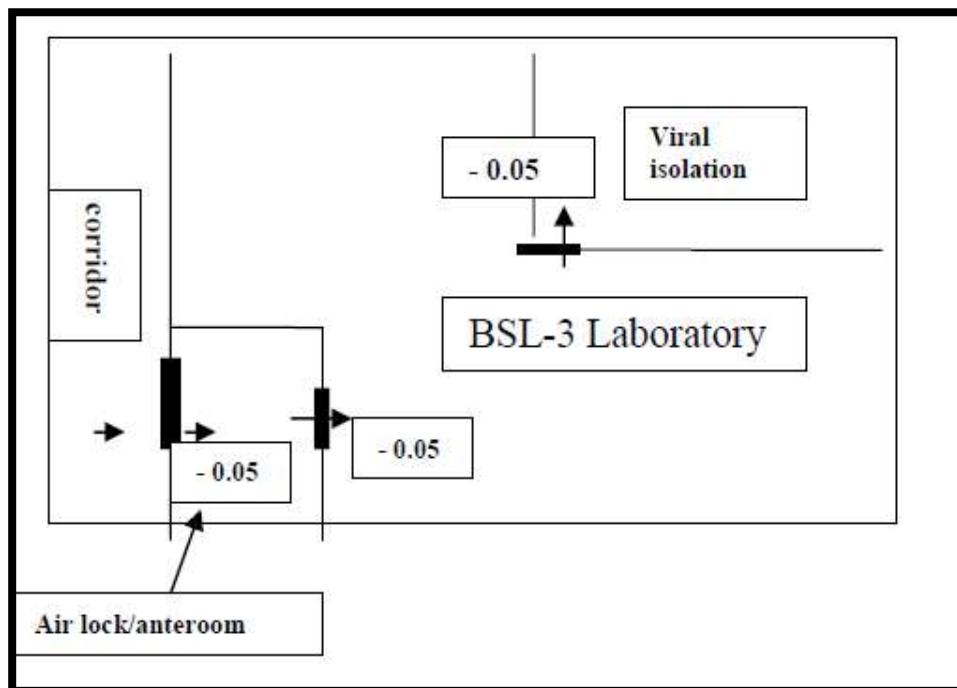 - 0.05
Viral
isolation
corridor
BSL-3 Laboratory
- 0.05
- 0.05
Air lock/anteroom